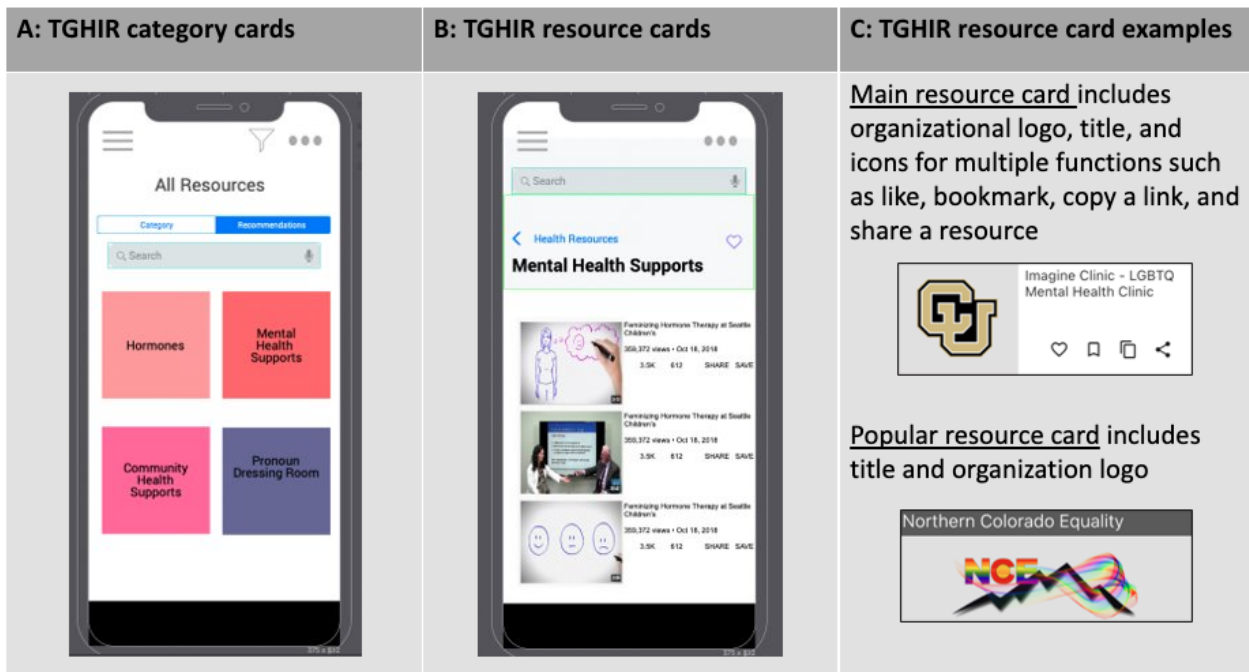 A: TGHIR category cards
All Resources
Category
Recommendations
Search
Hormones
Mental
Health
Supports
Community
Health
Supports
Pronoun
Dressing Room
B: TGHIR resource cards
Search
Health Resources
Mental Health Supports
Feminizing Hormone Therapy at Seattle
Children's
359,372 views • Oct 18, 2018
3.5K 612 SHARE SAVE
Feminizing Hormone Therapy at Seattle
Children's
359,372 views • Oct 18, 2018
3.5K 612 SHARE SAVE
Feminizing Hormone Therapy at Seattle
Children's
359,372 views • Oct 18, 2018
3.5K 612 SHARE SAVE
C: TGHIR resource card examples
Main resource card includes
organizational logo, title, and
icons for multiple functions such
as like, bookmark, copy a link, and
share a resource
CU
Imagine Clinic - LGBTQ
Mental Health Clinic
Popular resource card includes
title and organization logo
Northern Colorado Equality
NCE